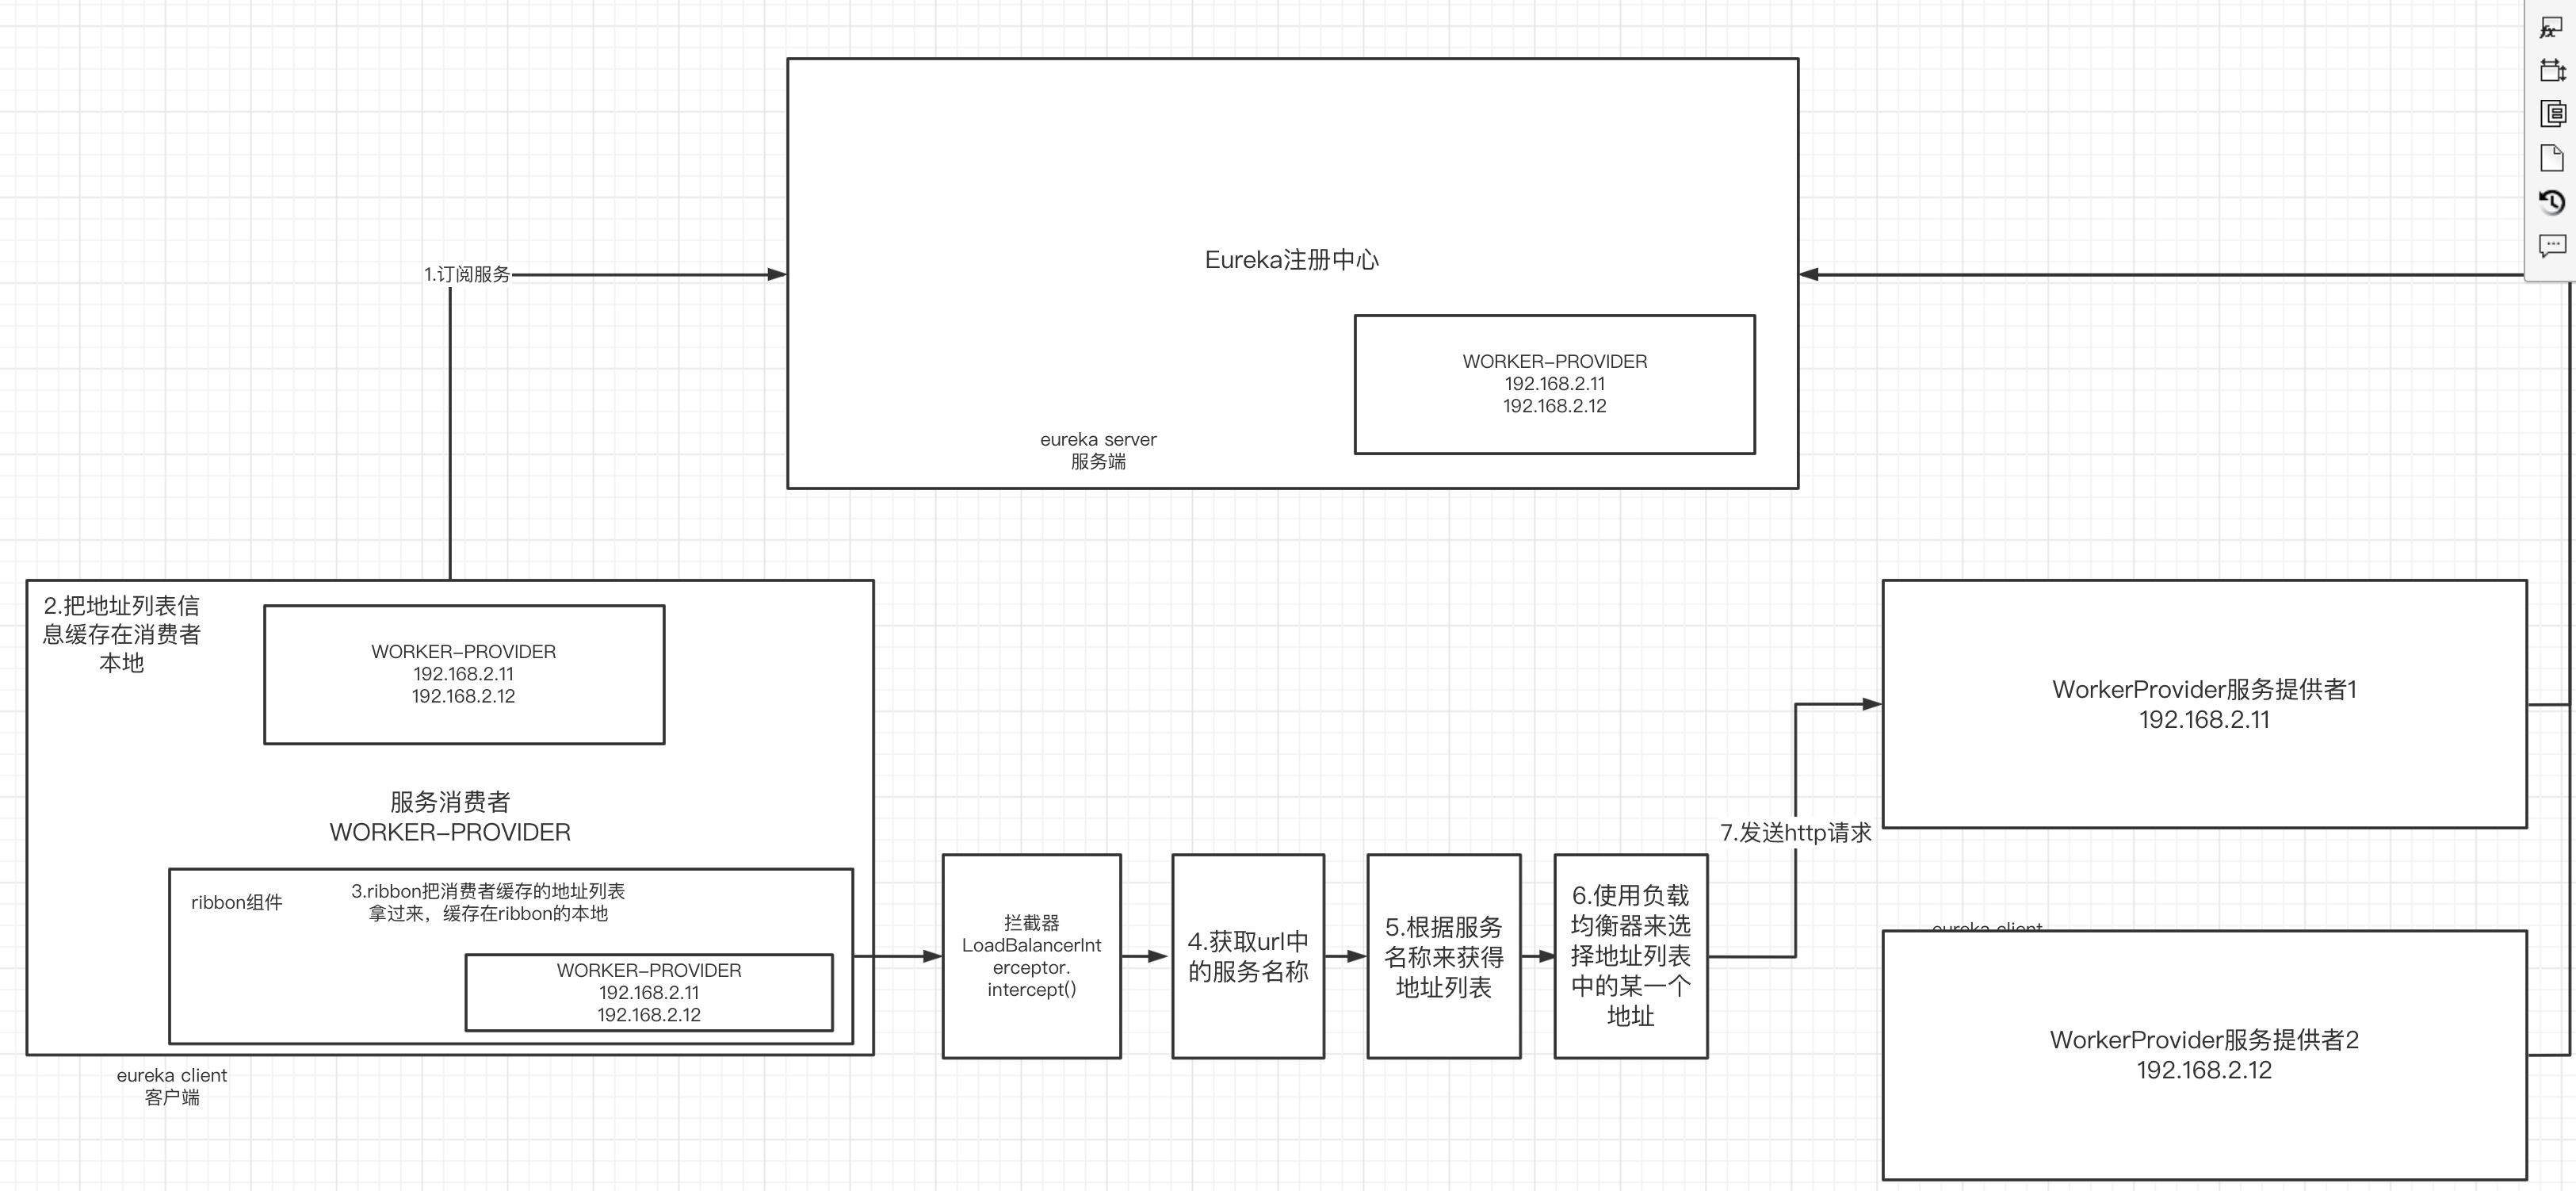 Eureka注册中心
WORKER-PROVIDER
192.168.2.11
192.168.2.12
eureka server
服务端
1.订阅服务
2.把地址列表信
息缓存在消费者
本地
WORKER-PROVIDER
192.168.2.11
192.168.2.12
服务消费者
WORKER-PROVIDER
ribbon组件
3.ribbon把消费者缓存的地址列表
拿过来，缓存在ribbon的本地
WORKER-PROVIDER
192.168.2.11
192.168.2.12
eureka client
客户端
拦截器
LoadBalancerInt
erceptor.
intercept()
4.获取url中
的服务名称
5.根据服务
名称来获得
地址列表
6.使用负载
均衡器来选
择地址列表
中的某一个
地址
7.发送http请求
WorkerProvider服务提供者1
192.168.2.11
eureka client
WorkerProvider服务提供者2
192.168.2.12
fx